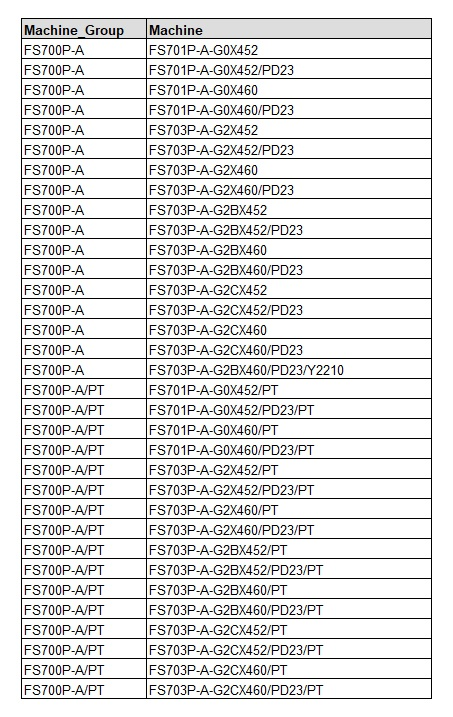 Machine_Group Machine
FS700P-A FS701P-A-G0X452
FS700P-A FS701P-A-G0X452/PD23
FS700P-A FS701P-A-G0X460
FS700P-A FS701P-A-G0X460/PD23
FS700P-A FS703P-A-G2X452
FS700P-A FS703P-A-G2X452/PD23
FS700P-A FS703P-A-G2X460
FS700P-A FS703P-A-G2X460/PD23
FS700P-A FS703P-A-G2BX452
FS700P-A FS703P-A-G2BX452/PD23
FS700P-A FS703P-A-G2BX460
FS700P-A FS703P-A-G2BX460/PD23
FS700P-A FS703P-A-G2CX452
FS700P-A FS703P-A-G2CX452/PD23
FS700P-A FS703P-A-G2CX460
FS700P-A FS703P-A-G2CX460/PD23
FS700P-A FS703P-A-G2BX460/PD23/Y2210
FS700P-A/PT FS701P-A-G0X452/PT
FS700P-A/PT FS701P-A-G0X452/PD23/PT
FS700P-A/PT FS701P-A-G0X460/PT
FS700P-A/PT FS701P-A-G0X460/PD23/PT
FS700P-A/PT FS703P-A-G2X452/PT
FS700P-A/PT FS703P-A-G2X452/PD23/PT
FS700P-A/PT FS703P-A-G2X460/PT
FS700P-A/PT FS703P-A-G2X460/PD23/PT
FS700P-A/PT FS703P-A-G2BX452/PT
FS700P-A/PT FS703P-A-G2BX452/PD23/PT
FS700P-A/PT FS703P-A-G2BX460/PT
FS700P-A/PT FS703P-A-G2BX460/PD23/PT
FS700P-A/PT FS703P-A-G2CX452/PT
FS700P-A/PT FS703P-A-G2CX452/PD23/PT
FS700P-A/PT FS703P-A-G2CX460/PT
FS700P-A/PT FS703P-A-G2CX460/PD23/PT